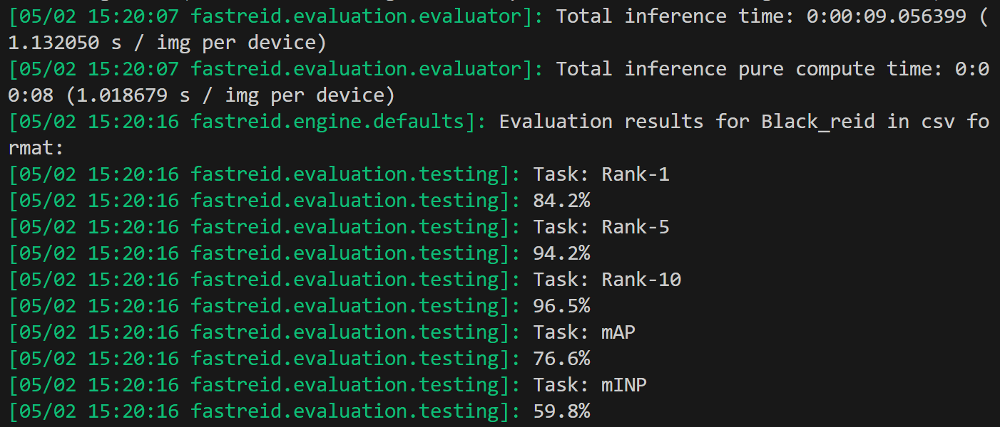 [05/02 15:20:07 fastreid.evaluation.evaluator]: Total inference time: 0:00:09.056399 (
1.132050 s / img per device)
[05/02 15:20:07 fastreid.evaluation.evaluator]: Total inference pure compute time: 0:0
0:08 (1.018679 s / img per device)
[05/02 15:20:16 fastreid.engine.defaults]: Evaluation results for Black_reid in csv fo
rmat:
[05/02 15:20:16 fastreid.evaluation.testing]: Task: Rank-1
[05/02 15:20:16 fastreid.evaluation.testing]: 84.2%
[05/02 15:20:16 fastreid.evaluation.testing]: Task: Rank-5
[05/02 15:20:16 fastreid.evaluation.testing]: 94.2%
[05/02 15:20:16 fastreid.evaluation.testing]: Task: Rank-10
[05/02 15:20:16 fastreid.evaluation.testing]: 96.5%
[05/02 15:20:16 fastreid.evaluation.testing]: Task: mAP
[05/02 15:20:16 fastreid.evaluation.testing]: 76.6%
[05/02 15:20:16 fastreid.evaluation.testing]: Task: mINP
[05/02 15:20:16 fastreid.evaluation.testing]: 59.8%